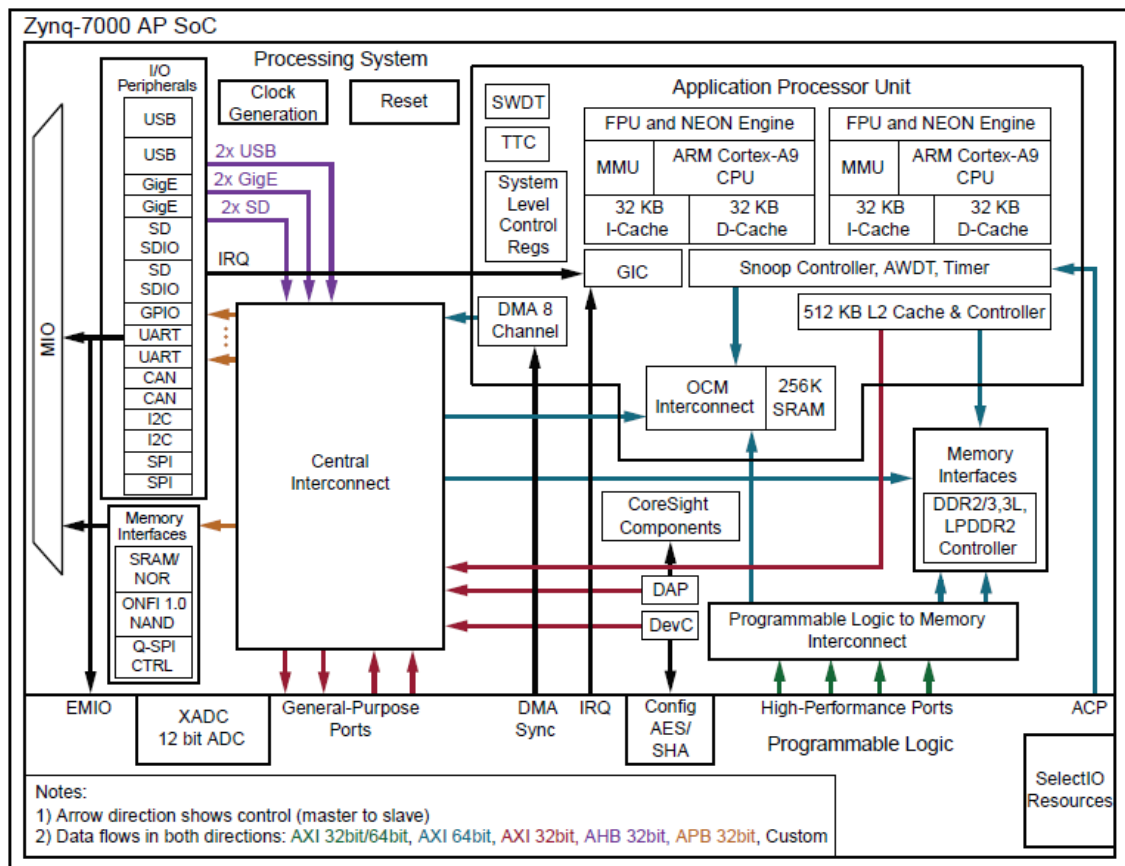 Zynq-7000 AP SoC
Processing System
I/O
Peripherals
USB
USB
GigE
GigE
SD
SDIO
SD
SDIO
GPIO
UART
UART
CAN
CAN
I2C
I2C
SPI
SPI
MIO
Memory
Interfaces
SRAM/
NOR
ONFI 1.0
NAND
Q-SPI
CTRL
Clock
Generation
Reset
2x USB
2x GigE
2x SD
IRQ
Central
Interconnect
Application Processor Unit
SWDT
TTC
System
Level
Control
Regs
FPU and NEON Engine
MMU
ARM Cortex-A9
CPU
32 KB
I-Cache
32 KB
D-Cache
FPU and NEON Engine
MMU
ARM Cortex-A9
CPU
32 KB
I-Cache
32 KB
D-Cache
GIC
Snoop Controller, AWDT, Timer
DMA 8
Channel
512 KB L2 Cache & Controller
OCM
Interconnect
256K
SRAM
Memory
Interfaces
DDR2/3,3L,
LPDDR2
Controller
CoreSight
Components
DAP
DevC
Programmable Logic to Memory
Interconnect
EMIO
XADC
12 bit ADC
General-Purpose
Ports
DMA
Sync
IRQ
Config
AES/
SHA
High-Performance Ports
ACP
Programmable Logic
SelectIO
Resources
Notes:
1) Arrow direction shows control (master to slave)
2) Data flows in both directions: AXI 32bit/64bit, AXI 64bit, AXI 32bit, AHB 32bit, APB 32bit, Custom